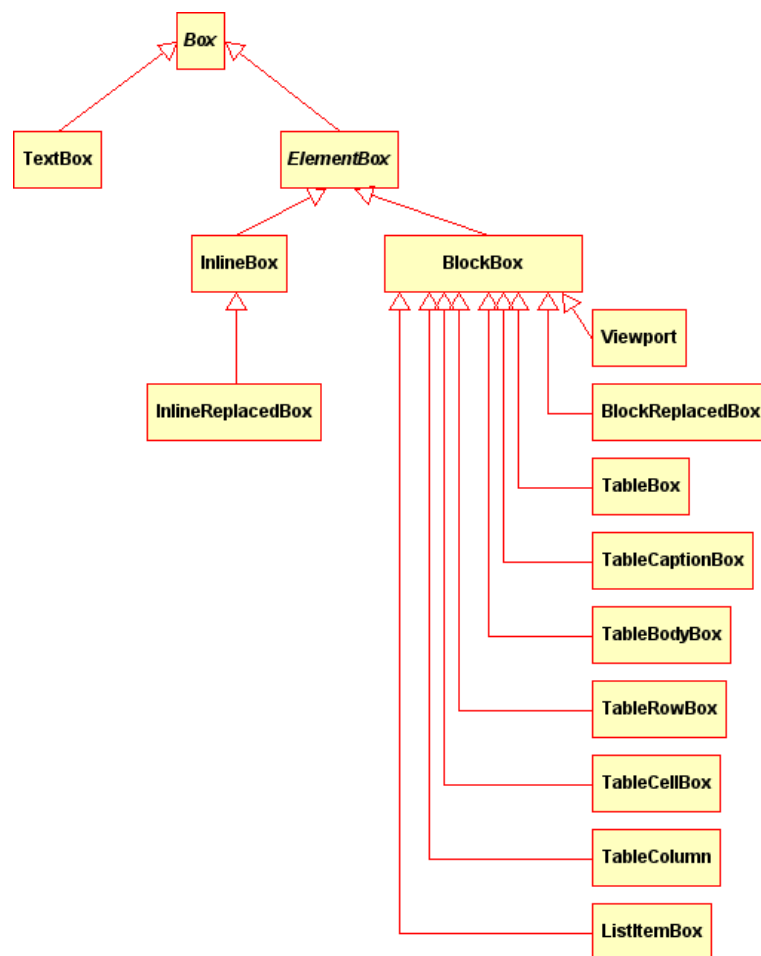 Box
TextBox
ElementBox
InlineBox
BlockBox
Viewport
InlineReplacedBox
BlockReplacedBox
TableBox
TableCaptionBox
TableBodyBox
TableRowBox
TableCellBox
TableColumn
ListItemBox